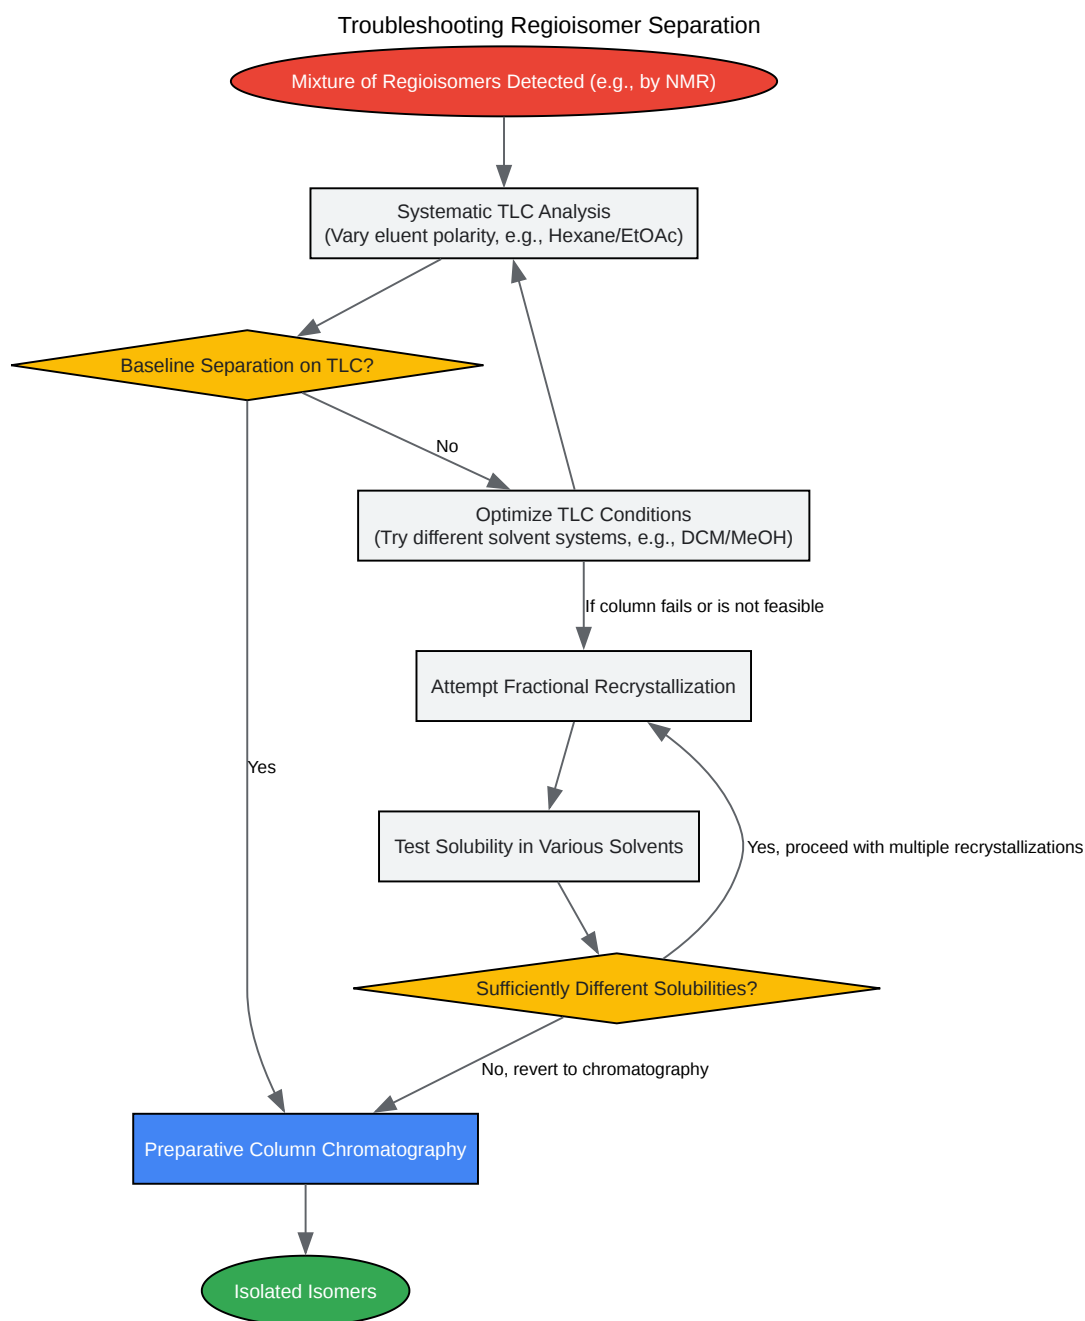 Troubleshooting Regioisomer Separation
Mixture of Regioisomers Detected (e.g., by NMR)
Systematic TLC Analysis
(Vary eluent polarity, e.g., Hexane/EtOAc)
Baseline Separation on TLC?
No
Optimize TLC Conditions
(Try different solvent systems, e.g., DCM/MeOH)
If column fails or is not feasible
Attempt Fractional Recrystallization
Yes
Test Solubility in Various Solvents
Yes, proceed with multiple recrystallizations
Sufficiently Different Solubilities?
No, revert to chromatography
Preparative Column Chromatography
Isolated Isomers